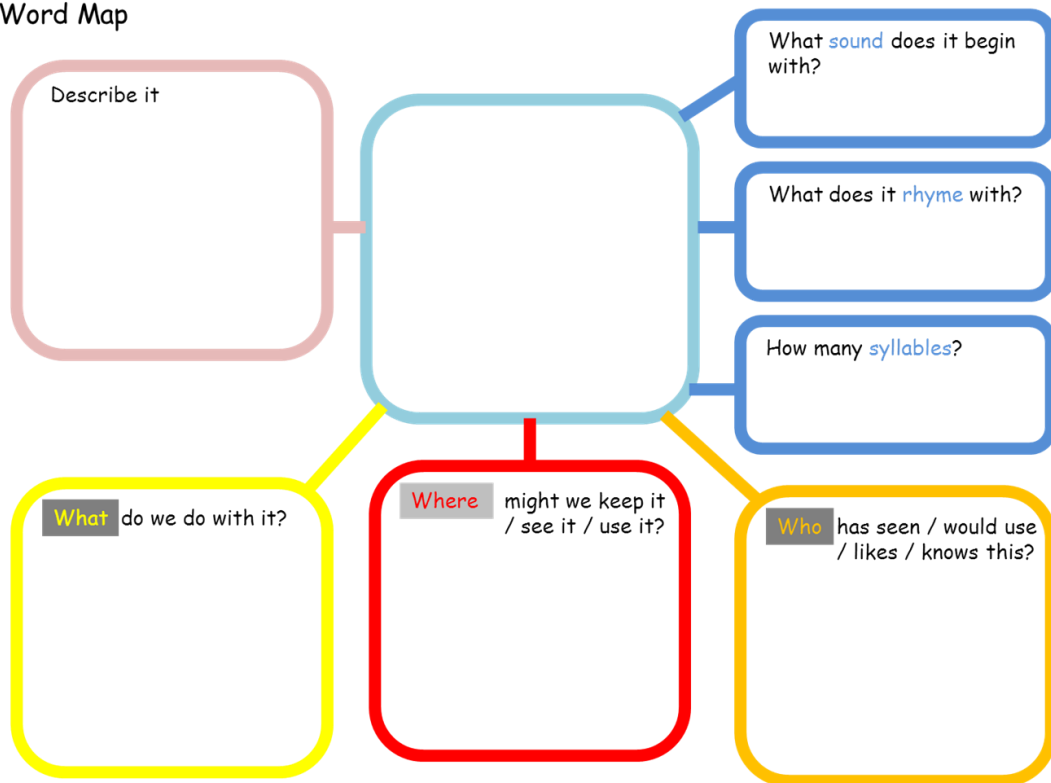 Word Map
Describe it
What sound does it begin
with?
What does it rhyme with?
How many syllables?
What do we do with it?
Where might we keep it
/ see it / use it?
Who has seen / would use
/ likes / knows this?